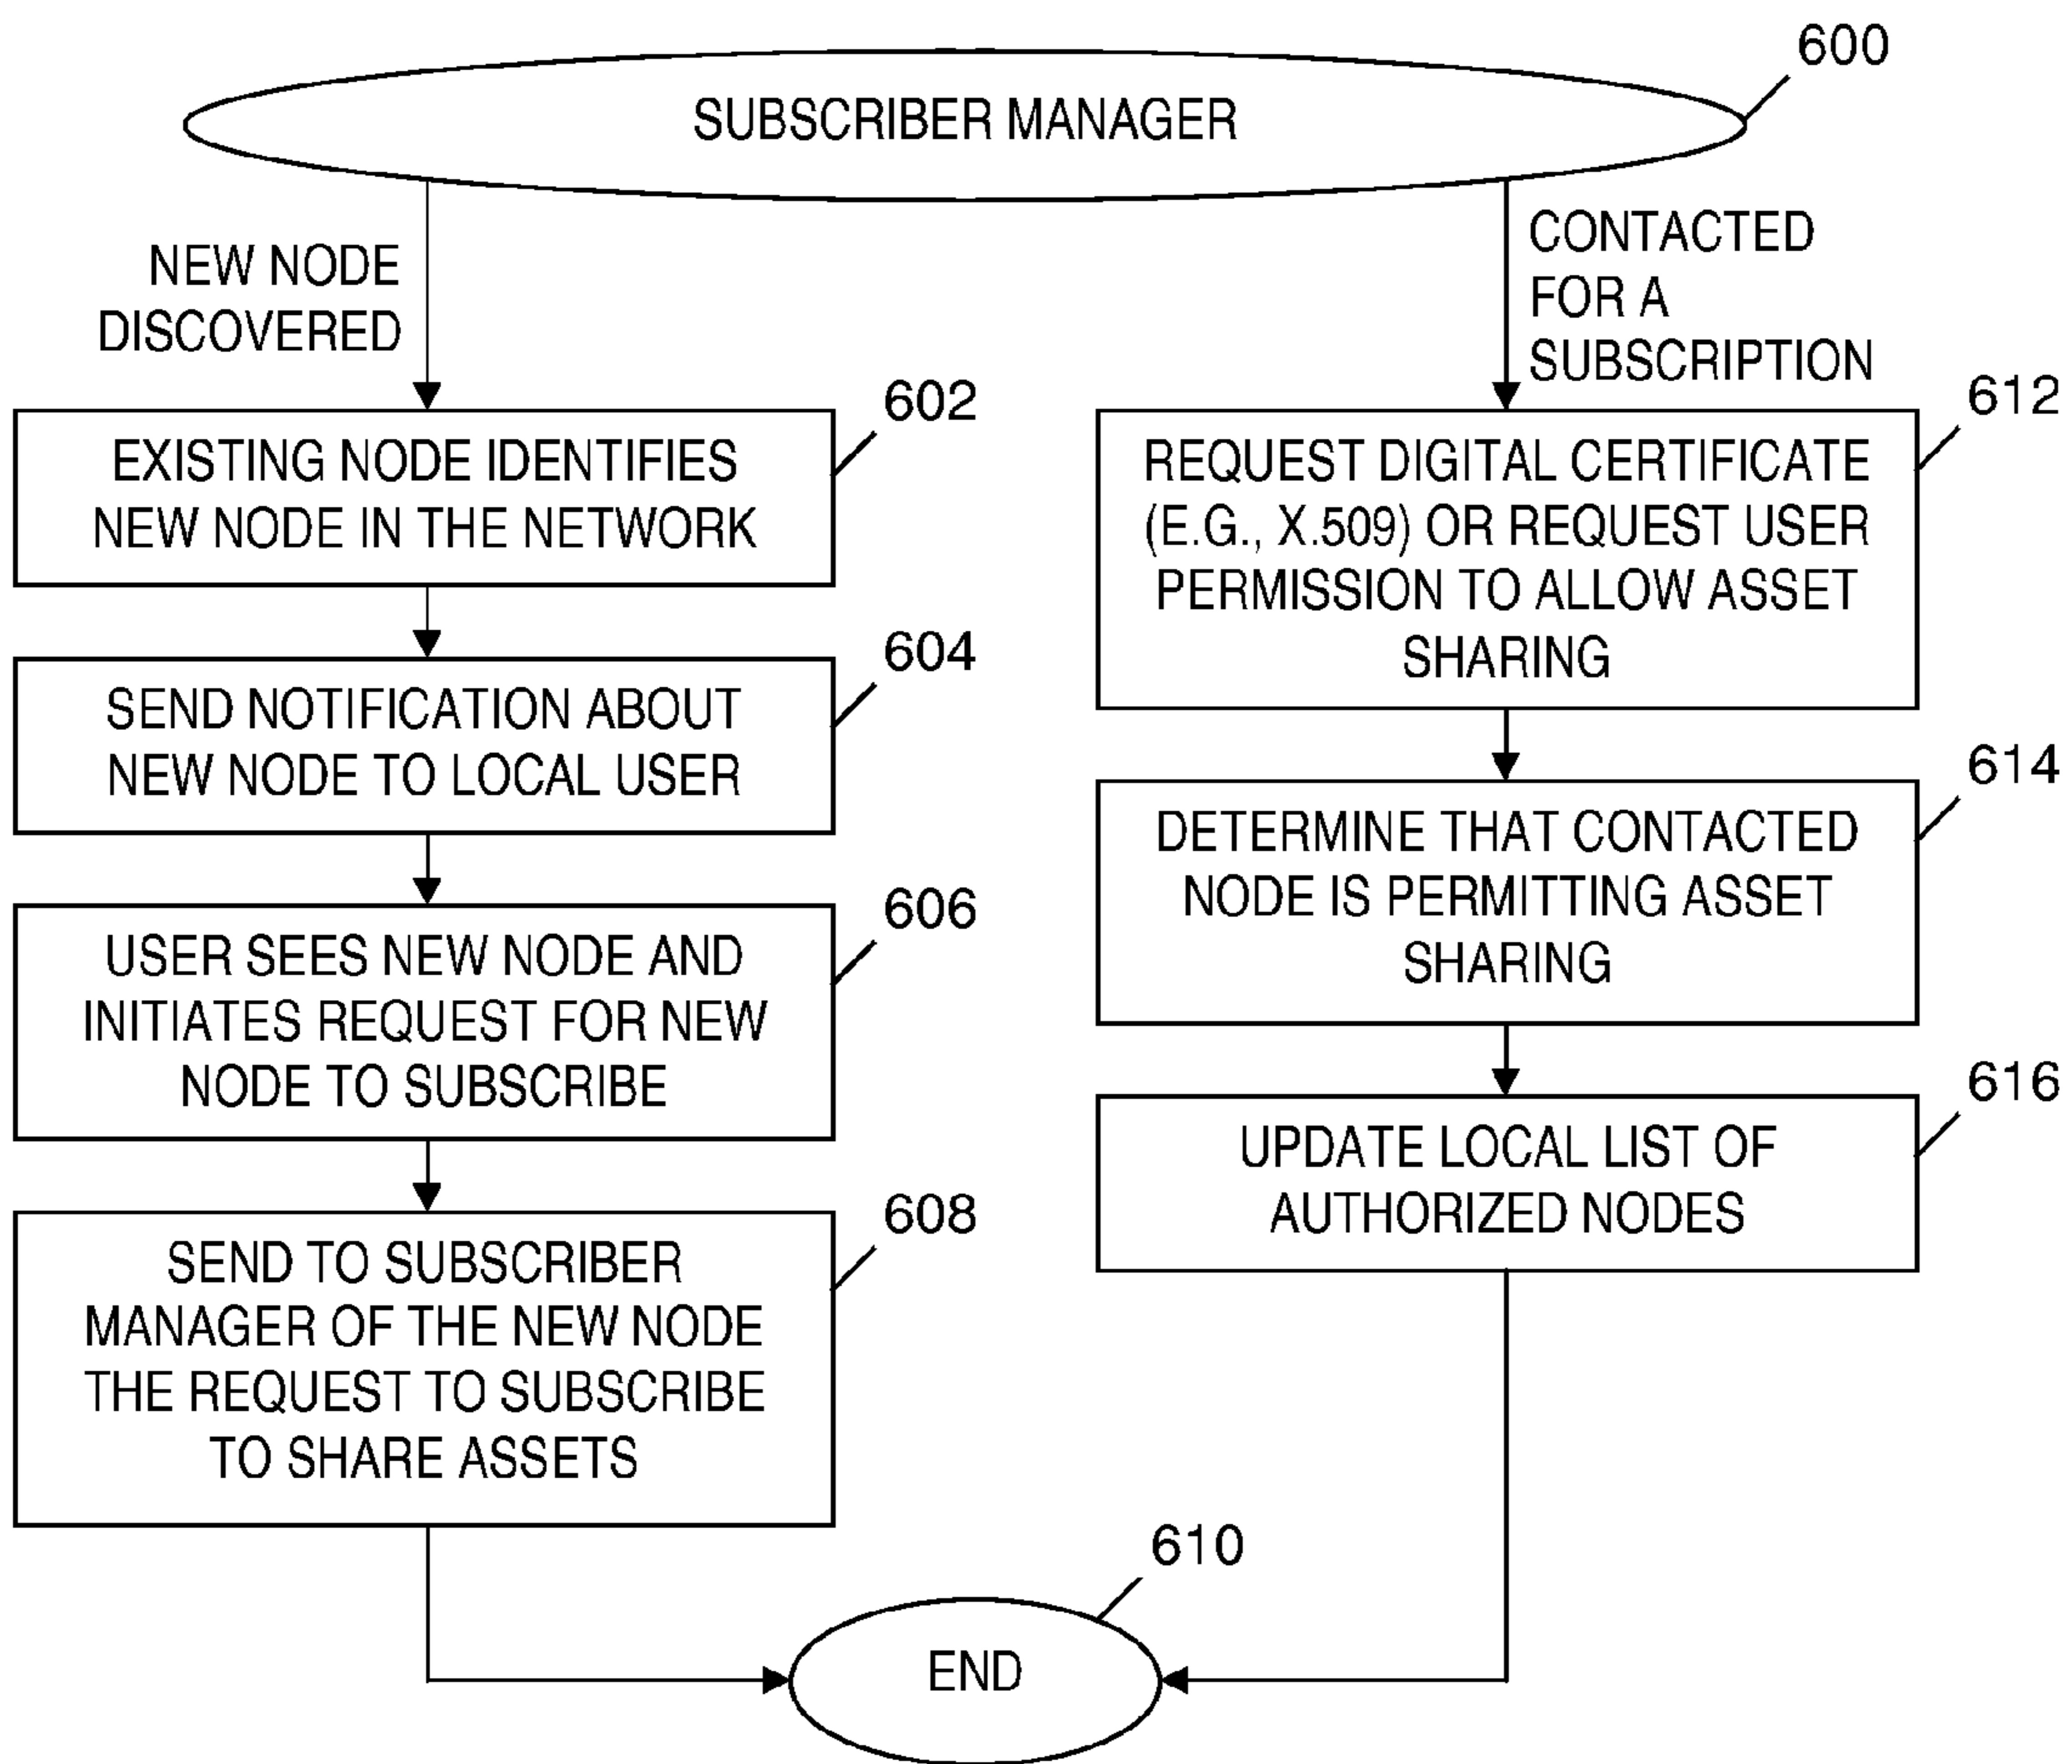 600
SUBSCRIBER MANAGER
NEW NODE
DISCOVERED
602
EXISTING NODE IDENTIFIES
NEW NODE IN THE NETWORK
604
SEND NOTIFICATION ABOUT
NEW NODE TO LOCAL USER
606
USER SEES NEW NODE AND
INITIATES REQUEST FOR NEW
NODE TO SUBSCRIBE
608
SEND TO SUBSCRIBER
MANAGER OF THE NEW NODE
THE REQUEST TO SUBSCRIBE
TO SHARE ASSETS
CONTACTED
FOR A
SUBSCRIPTION
612
REQUEST DIGITAL CERTIFICATE
(E.G., X.509) OR REQUEST USER
PERMISSION TO ALLOW ASSET
SHARING
614
DETERMINE THAT CONTACTED
NODE IS PERMITTING ASSET
SHARING
616
UPDATE LOCAL LIST OF
AUTHORIZED NODES
610
END